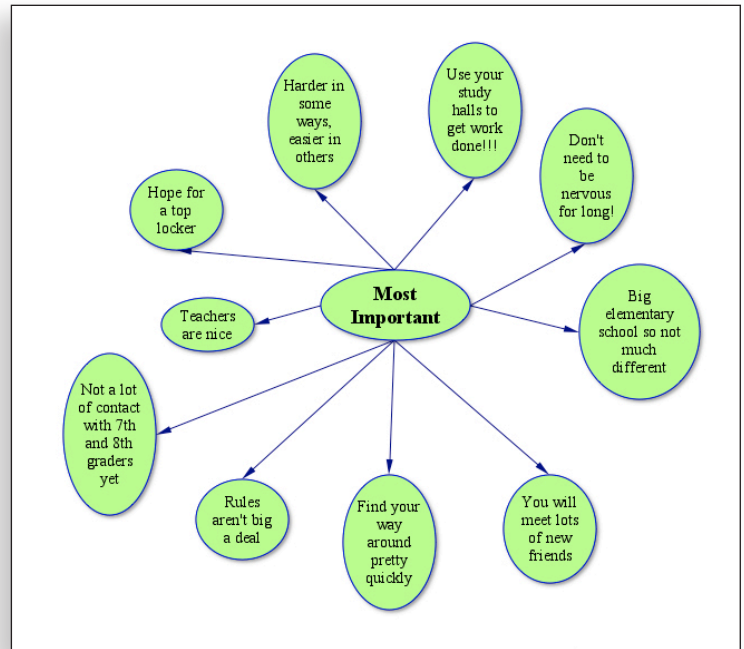 Harder in
some
ways,
easier in
others
Use your
study
halls to
get work
done!!!
Don't
need to
be
nervous
for long!
Hope for
a top
locker
Most
Important
Big
elementary
school so not
much
different
Teachers
are nice
Not a lot
of contact
with 7th
and 8th
graders
yet
Rules
aren't big
a deal
Find your
way
around
pretty
quickly
You will
meet lots
of new
friends